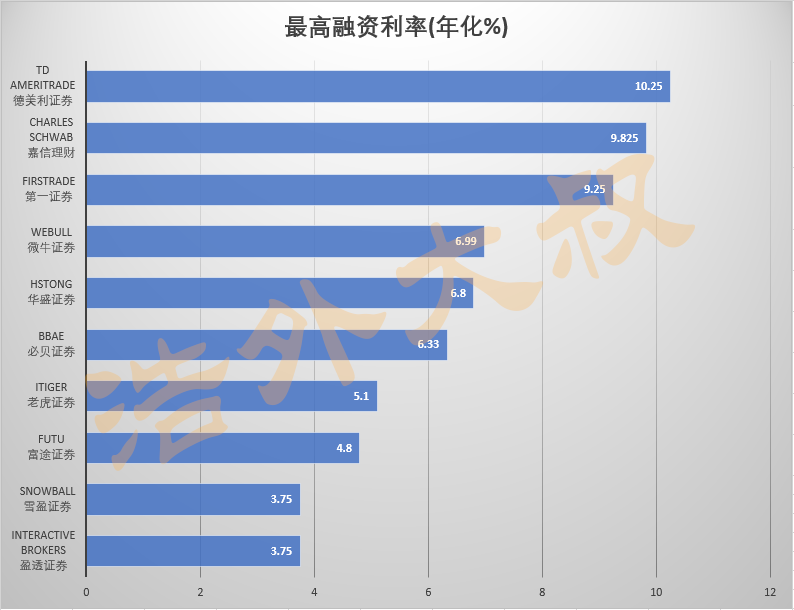 最高融资利率(年化%)
TD
AMERITRADE
德美利证券
10.25
CHARLES
SCHWAB
嘉信理财
9.825
FIRSTRADE
第一证券
9.25
WEBULL
微牛证券
6.99
HSTONG
华盛证券
6.8
BBAE
必贝证券
6.33
ITIGER
老虎证券
5.1
FUTU
富途证券
4.8
SNOWBALL
雪盈证券
3.75
INTERACTIVE
BROKERS
盈透证券
3.75
0 2 4 6 8 10 12
浩外大叔